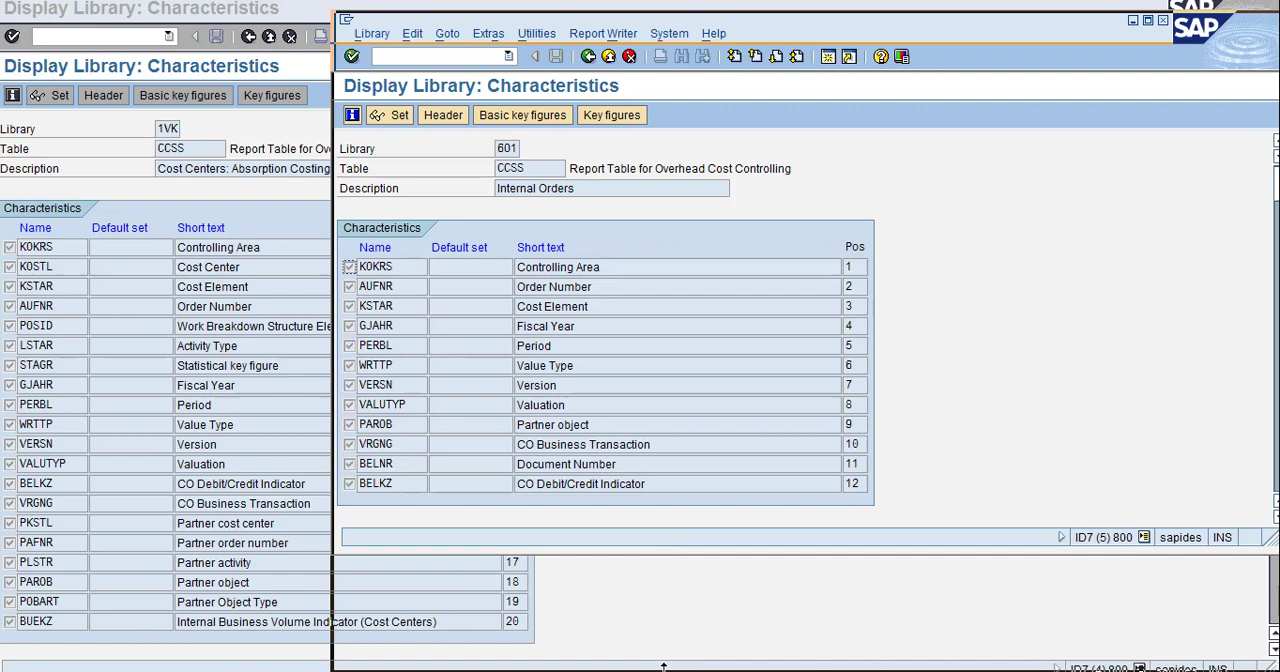 Display Library: Characteristics
Set Header Basic key figures Key figures
Library 1VK
Table CCSS Report Table for Ov
Description Cost Centers: Absorption Costing
Characteristics
Name Default set Short text
KOKRS Controlling Area
KOSTL Cost Center
KSTAR Cost Element
AUFNR Order Number
POSID Work Breakdown Structure Ele
LSTAR Activity Type
STAGR Statistical key figure
GJAHR Fiscal Year
PERBL Period
WRTTP Value Type
VERSN Version
VALUTYP Valuation
BELKZ CO Debit/Credit Indicator
VRGNG CO Business Transaction
PKSTL Partner cost center
PAFNR Partner order number
PLSTR Partner activity 17
PAROB Partner object 18
POBART Partner Object Type 19
BUEKZ Internal Business Volume Indicator (Cost Centers) 20
SAP
Library Edit Goto Extras Utilities Report Writer System Help
SAP
Display Library: Characteristics
Set Header Basic key figures Key figures
Library 601
Table CCSS Report Table for Overhead Cost Controlling
Description Internal Orders
Characteristics
Name Default set Short text Pos
KOKRS Controlling Area 1
AUFNR Order Number 2
KSTAR Cost Element 3
GJAHR Fiscal Year 4
PERBL Period 5
WRTTP Value Type 6
VERSN Version 7
VALUTYP Valuation 8
PAROB Partner object 9
VRGNG CO Business Transaction 10
BELNR Document Number 11
BELKZ CO Debit/Credit Indicator 12
ID7 (5) 800 sapides INS
ID7 (4) 800 sapides INS